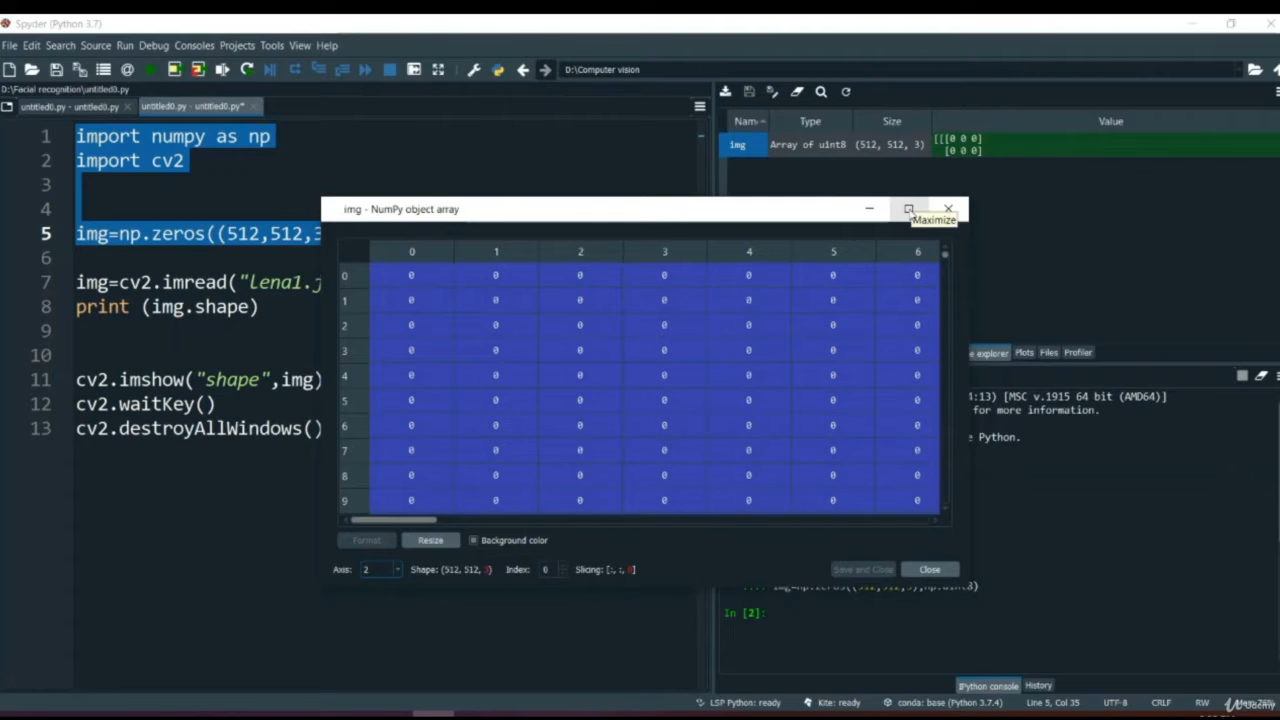 Spyder (Python 3.7)
File Edit Search Source Run Debug Consoles Projects Tools View Help
D:\Computer vision
D:\Facial recognition\untitled0.py
untitled0.py - untitled0.py
untitled0.py - untitled0.py*
1 import numpy as np
2 import cv2
3
4
5 img=np.zeros((512,512,3
6
7 img=cv2.imread("lena1.j
8 print (img.shape)
9
10
11 cv2.imshow("shape",img)
12 cv2.waitKey()
13 cv2.destroyAllWindows()
Nam Type Size Value
img Array of uint8 (512, 512, 3) [[[0 0 0]
[0 0 0]
img - NumPy object array
Maximize
0 1 2 3 4 5 6
0 0 0 0 0 0 0 0
1 0 0 0 0 0 0 0
2 0 0 0 0 0 0 0
3 0 0 0 0 0 0 0
4 0 0 0 0 0 0 0
5 0 0 0 0 0 0 0
6 0 0 0 0 0 0 0
7 0 0 0 0 0 0 0
8 0 0 0 0 0 0 0
9 0 0 0 0 0 0 0
Format Resize Background color
Axis: 2 Shape: (512, 512, 3) Index: 0 Slicing: [:, :, 0]
Save and Close Close
e explorer Plots Files Profiler
4:13) [MSC v.1915 64 bit (AMD64)]
for more information.
e Python.
...: img=np.zeros((512,512,3),np.uint8)
In [2]:
IPython console History
LSP Python: ready Kite: ready conda: base (Python 3.7.4) Line 5, Col 35 UTF-8 CRLF RW
Udemy